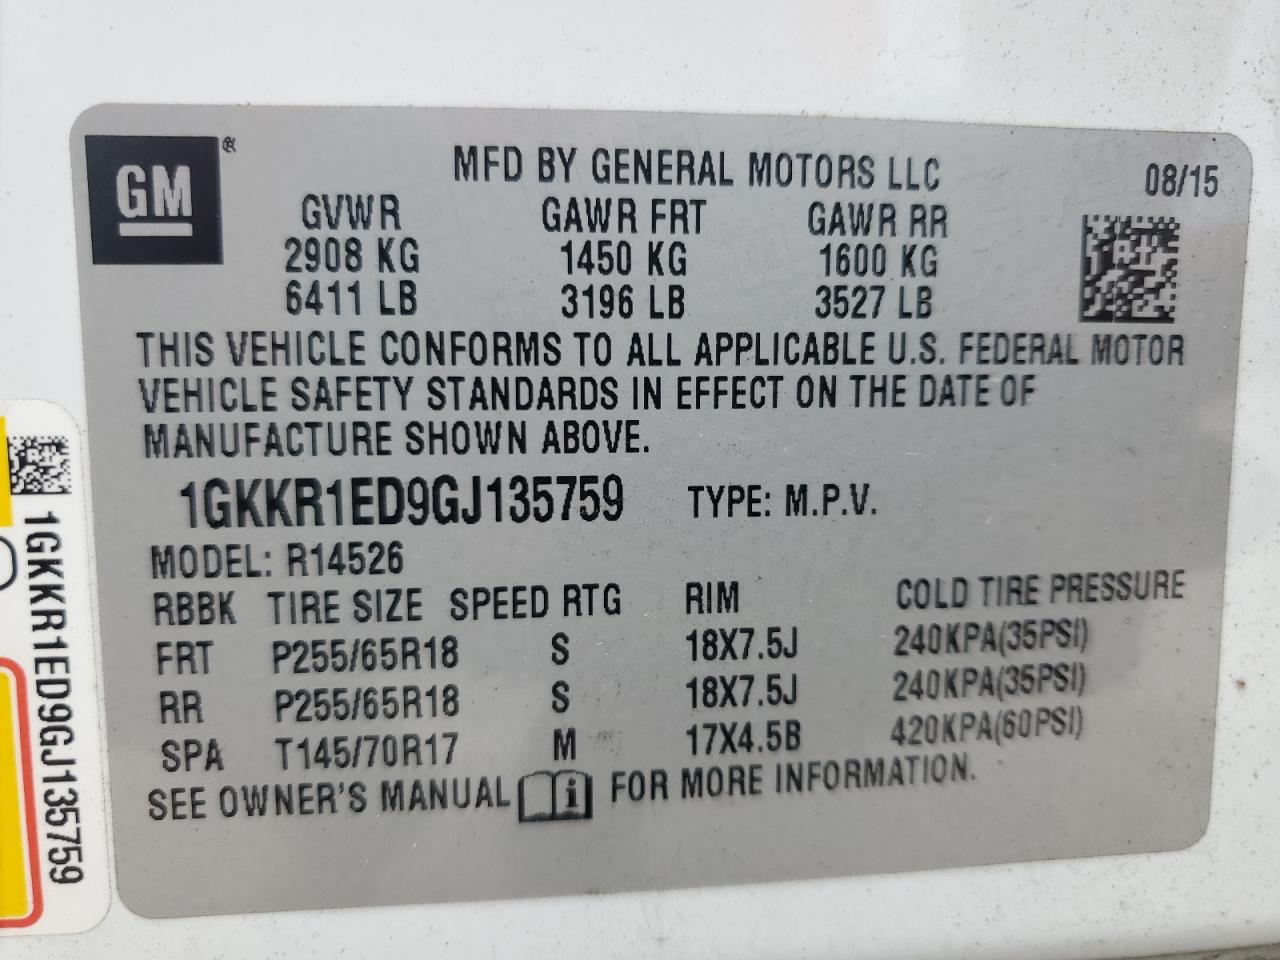 GM ®
MFD BY GENERAL MOTORS LLC 08/15
GVWR GAWR FRT GAWR RR
2908 KG 1450 KG 1600 KG
6411 LB 3196 LB 3527 LB
THIS VEHICLE CONFORMS TO ALL APPLICABLE U.S. FEDERAL MOTOR
VEHICLE SAFETY STANDARDS IN EFFECT ON THE DATE OF
MANUFACTURE SHOWN ABOVE.
1GKKR1ED9GJ135759 TYPE: M.P.V.
MODEL: R14526
RBBK TIRE SIZE SPEED RTG RIM COLD TIRE PRESSURE
FRT P255/65R18 S 18X7.5J 240KPA(35PSI)
RR P255/65R18 S 18X7.5J 240KPA(35PSI)
SPA T145/70R17 M 17X4.5B 420KPA(60PSI)
SEE OWNER'S MANUAL i FOR MORE INFORMATION.
1GKKR1ED9GJ135759